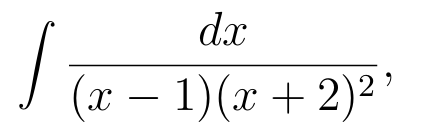 ∫ dx / (x − 1)(x + 2)²,